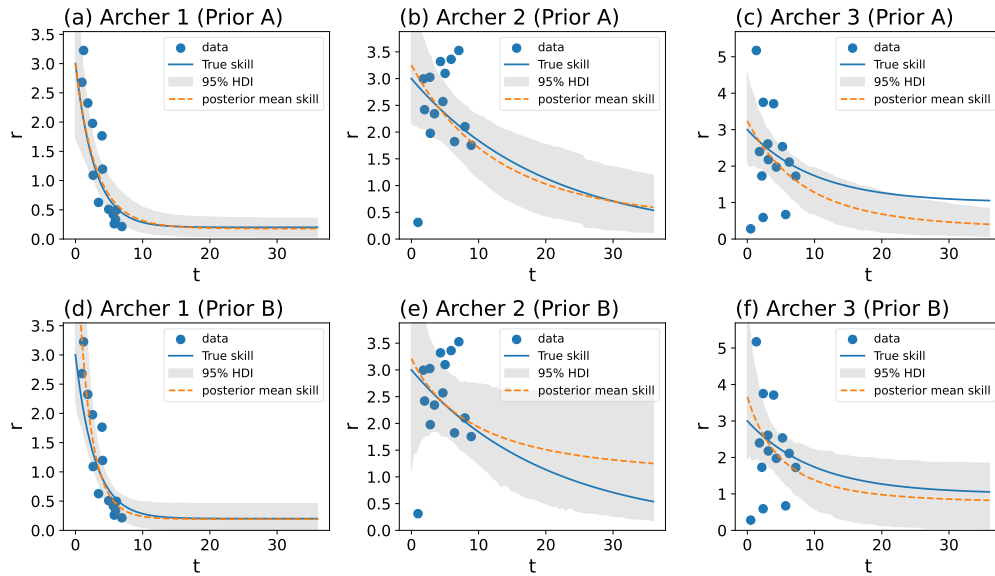 (a) Archer 1 (Prior A)
3.5
3.0
2.5
2.0
1.5
1.0
0.5
0.0
r
data
True skill
95% HDI
posterior mean skill
0
10
20
30
t
(b) Archer 2 (Prior A)
3.5
3.0
2.5
2.0
1.5
1.0
0.5
0.0
r
data
True skill
95% HDI
posterior mean skill
0
10
20
30
t
(c) Archer 3 (Prior A)
5
4
3
2
1
0
r
data
True skill
95% HDI
posterior mean skill
0
10
20
30
t
(d) Archer 1 (Prior B)
3.5
3.0
2.5
2.0
1.5
1.0
0.5
0.0
r
data
True skill
95% HDI
posterior mean skill
0
10
20
30
t
(e) Archer 2 (Prior B)
3.5
3.0
2.5
2.0
1.5
1.0
0.5
0.0
r
data
True skill
95% HDI
posterior mean skill
0
10
20
30
t
(f) Archer 3 (Prior B)
5
4
3
2
1
0
r
data
True skill
95% HDI
posterior mean skill
0
10
20
30
t